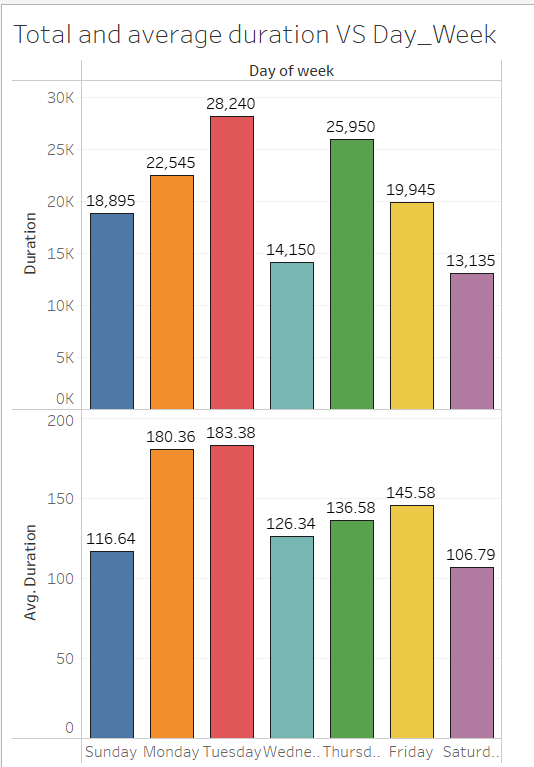 Total and average duration VS Day_Week
Day of week
30K
25K
20K
15K
10K
5K
0K
Duration
18,895
22,545
28,240
14,150
25,950
19,945
13,135
200
150
100
50
0
Avg. Duration
116.64
180.36
183.38
126.34
136.58
145.58
106.79
Sunday Monday Tuesday Wedne.. Thursd.. Friday Saturd..